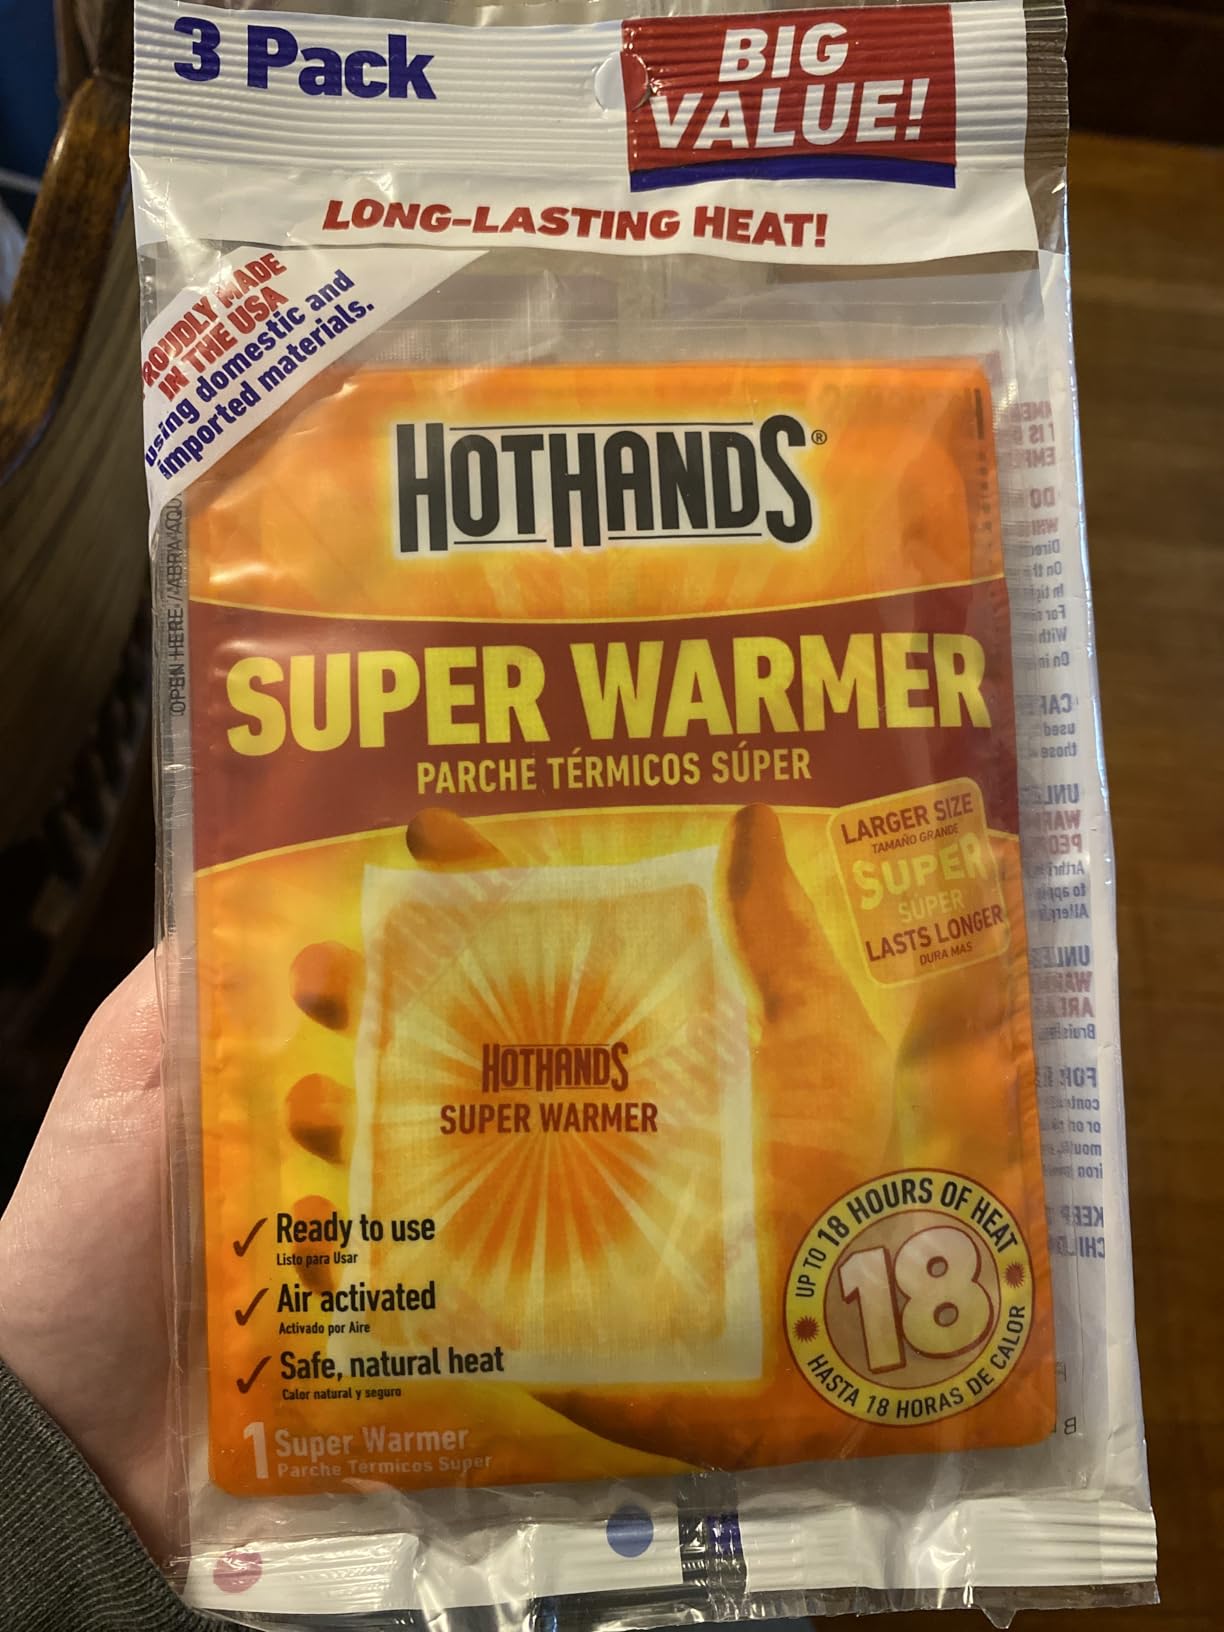 3 Pack
BIG
VALUE!
LONG-LASTING HEAT!
PROUDLY MADE
IN THE USA
using domestic and
imported materials.
HOTHANDS®
OPEN HERE / ABRA AQU
SUPER WARMER
PARCHE TÉRMICOS SÚPER
LARGER SIZE
TAMAÑO GRANDE
SUPER
SÚPER
LASTS LONGER
DURA MAS
HOTHANDS
SUPER WARMER
✓ Ready to use
Listo para Usar
✓ Air activated
Activado por Aire
✓ Safe, natural heat
Calor natural y seguro
1 Super Warmer
Parche Térmicos Super
UP TO 18 HOURS OF HEAT
18
HASTA 18 HORAS DE CALOR